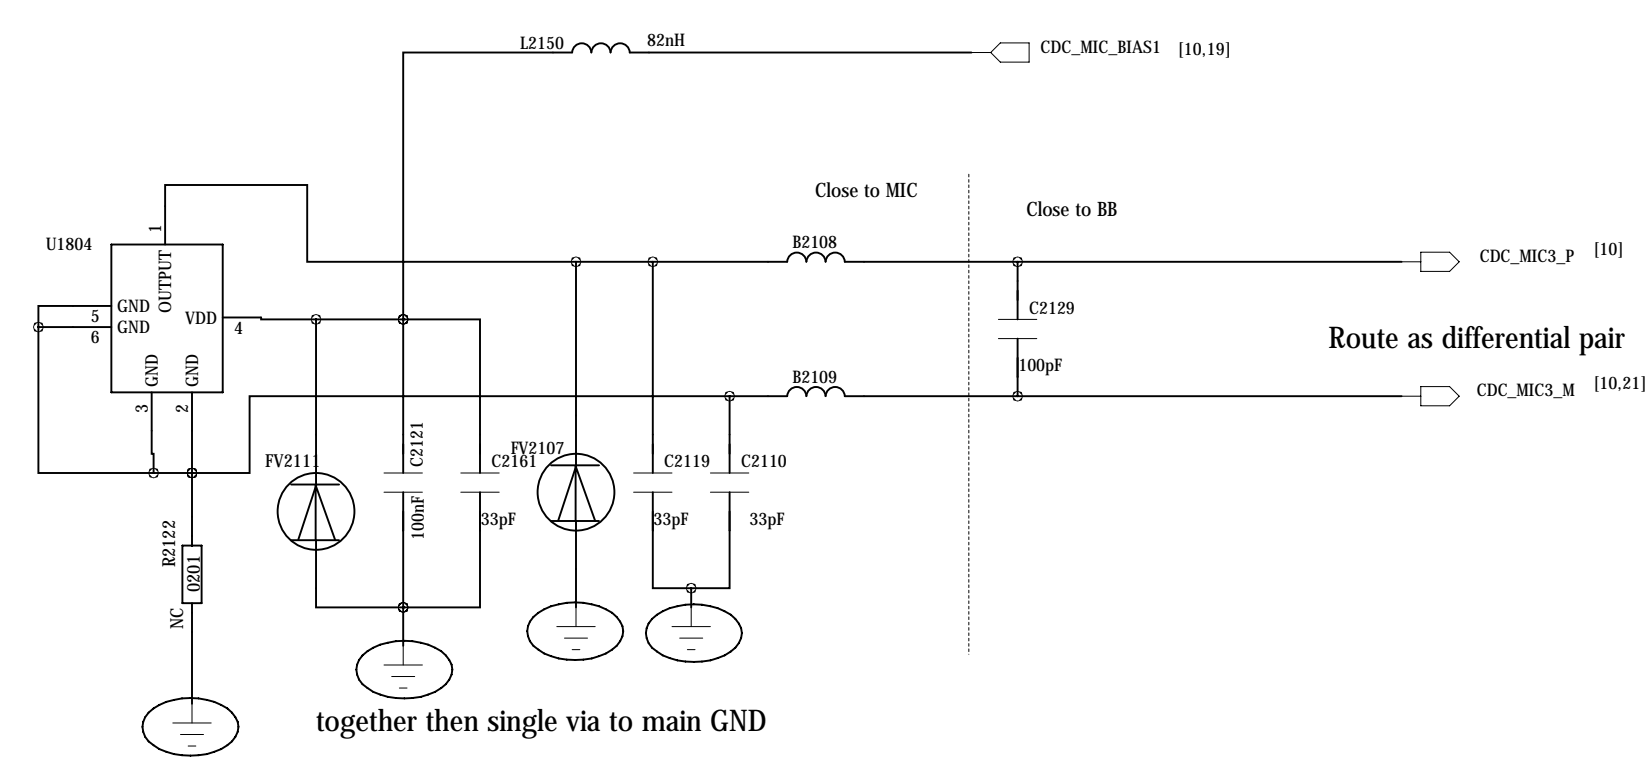 L2150
82nH
CDC_MIC_BIAS1
[10,19]
Close to MIC
Close to BB
U1804
1
OUTPUT
B2108
CDC_MIC3_P
[10]
GND
5
GND
6
VDD
4
C2129
100pF
Route as differential pair
GND
GND
3
2
B2109
CDC_MIC3_M
[10,21]
FV2111
C2121
100nF
C2161
33pF
FV2107
C2119
33pF
C2110
33pF
R2122
0201
NC
together then single via to main GND